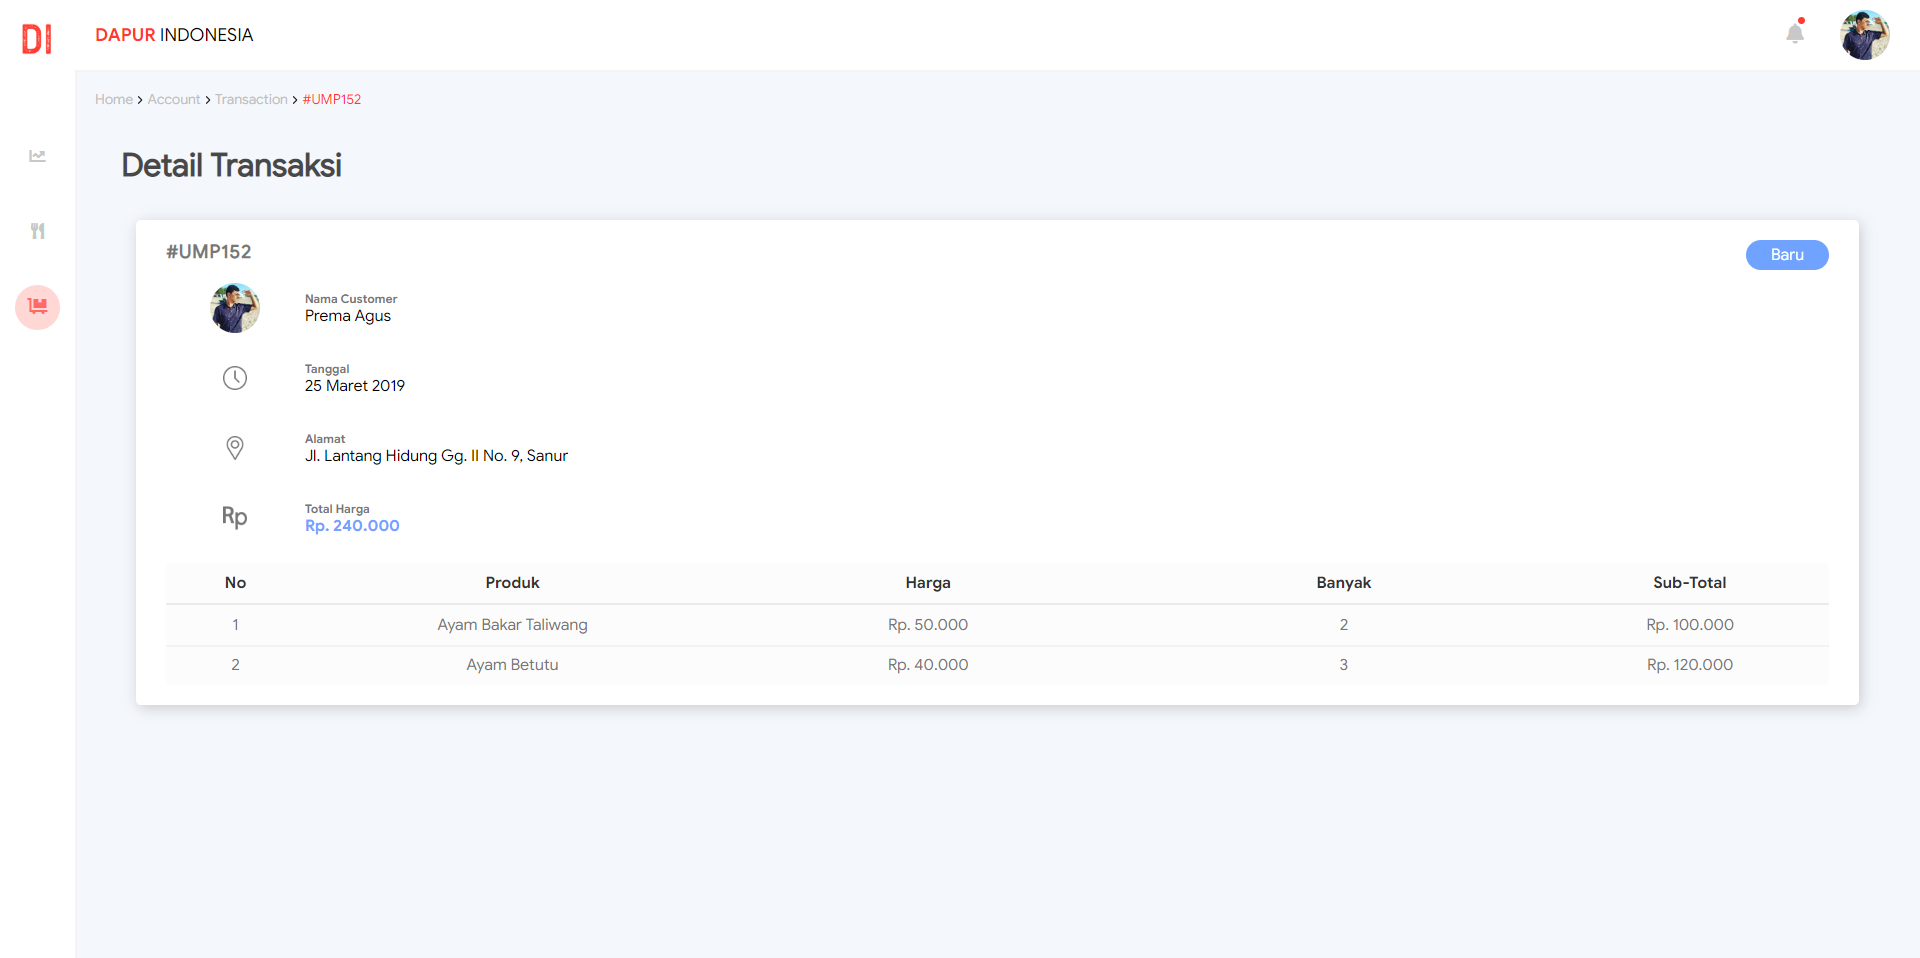 DI
DAPUR INDONESIA
Home > Account > Transaction > #UMP152
Detail Transaksi
#UMP152
Baru
Nama Customer
Prema Agus
Tanggal
25 Maret 2019
Alamat
Jl. Lantang Hidung Gg. II No. 9, Sanur
Rp
Total Harga
Rp. 240.000
No Produk Harga Banyak Sub-Total
1 Ayam Bakar Taliwang Rp. 50.000 2 Rp. 100.000
2 Ayam Betutu Rp. 40.000 3 Rp. 120.000